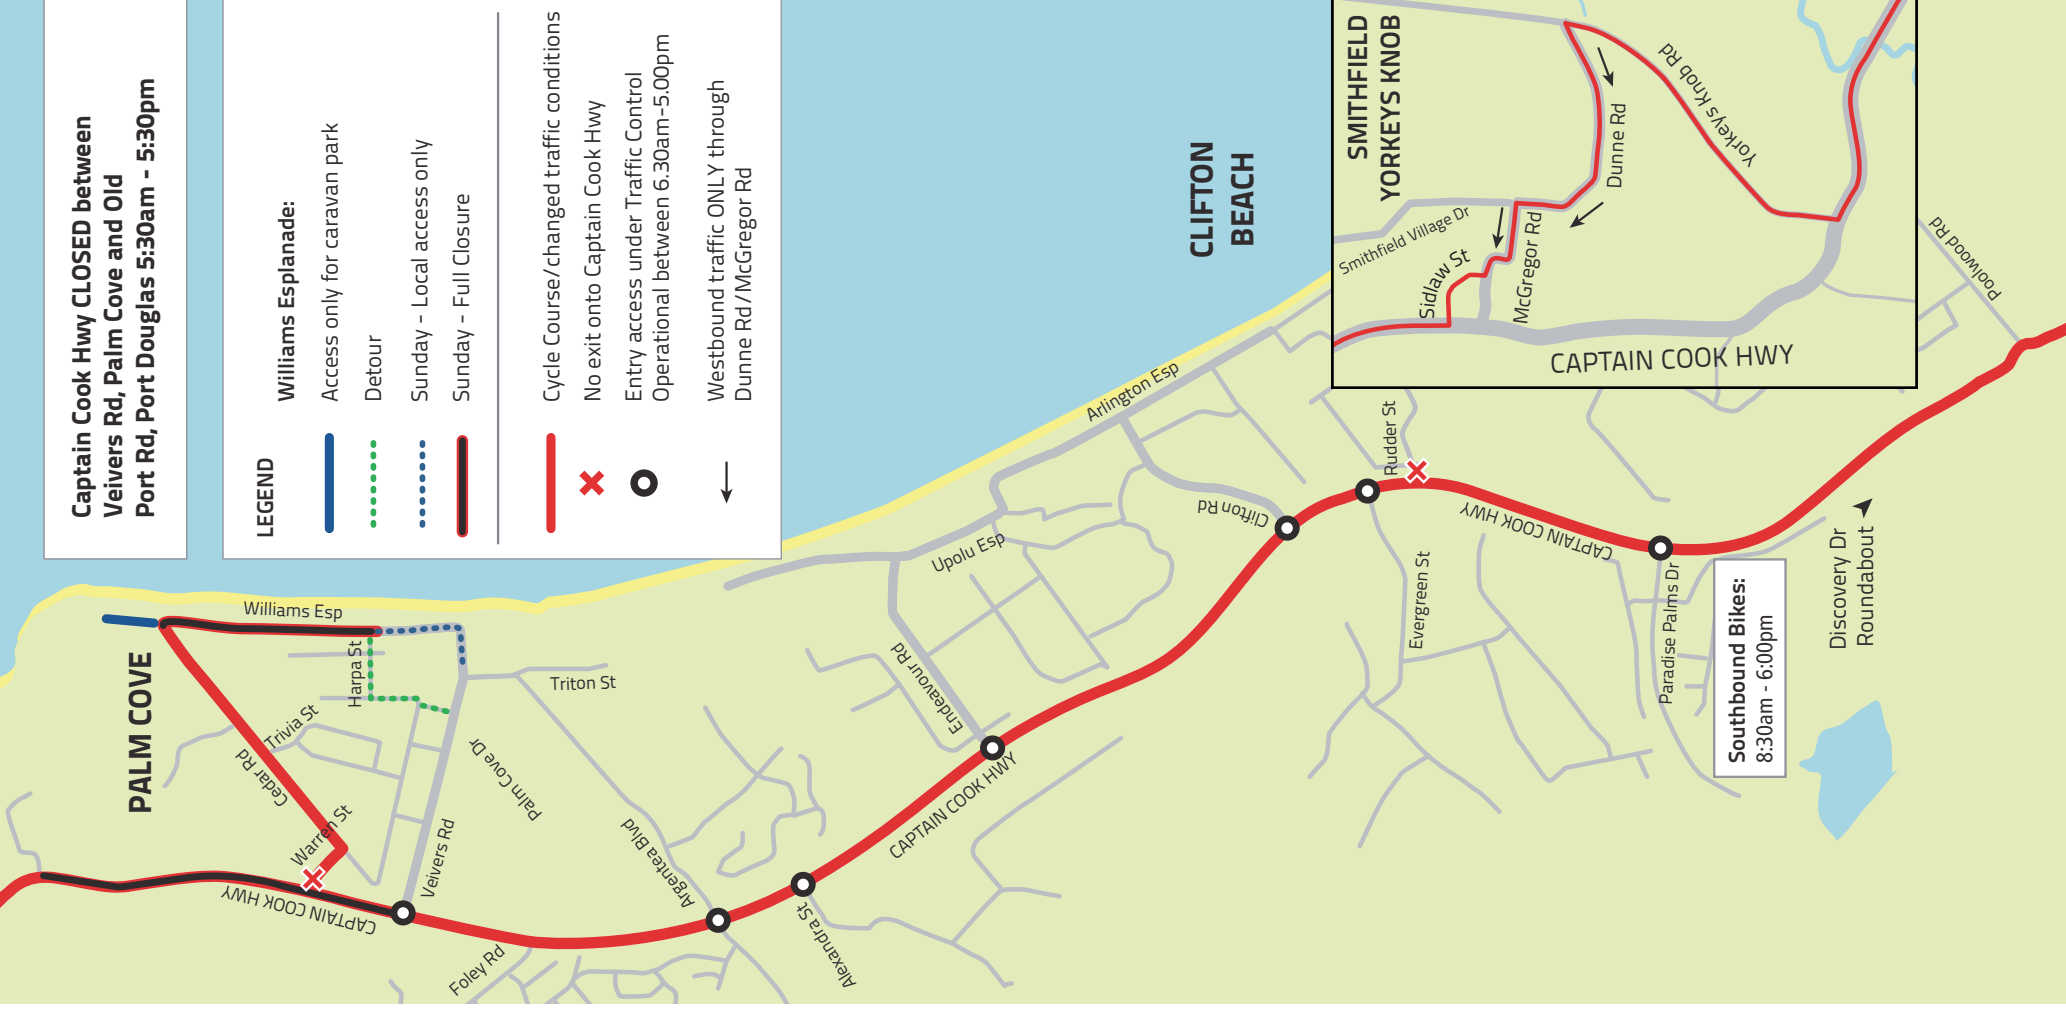 Captain Cook Hwy CLOSED between
Veivers Rd, Palm Cove and Old
Port Rd, Port Douglas 5:30am - 5:30pm
LEGEND
Williams Esplanade:
Access only for caravan park
Detour
Sunday - Local access only
Sunday - Full Closure
Cycle Course/changed traffic conditions
No exit onto Captain Cook Hwy
Entry access under Traffic Control
Operational between 6.30am-5.00pm
Westbound traffic ONLY through
Dunne Rd/McGregor Rd
PALM COVE
Williams Esp
Harpa St
Trivia St
Cedar Rd
Warren St
CAPTAIN COOK HWY
Veivers Rd
Triton St
Palm Cove Dr
Argentea Blvd
Foley Rd
Alexandra St
CAPTAIN COOK HWY
Endeavour Rd
Upolu Esp
Arlington Esp
Clifton Rd
CLIFTON
BEACH
Rudder St
Evergreen St
CAPTAIN COOK HWY
Paradise Palms Dr
Southbound Bikes:
8:30am - 6:00pm
Discovery Dr
Roundabout
Poolwood Rd
SMITHFIELD
YORKEYS KNOB
Smithfield Village Dr
Sidlaw St
McGregor Rd
Dunne Rd
Yorkeys Knob Rd
CAPTAIN COOK HWY